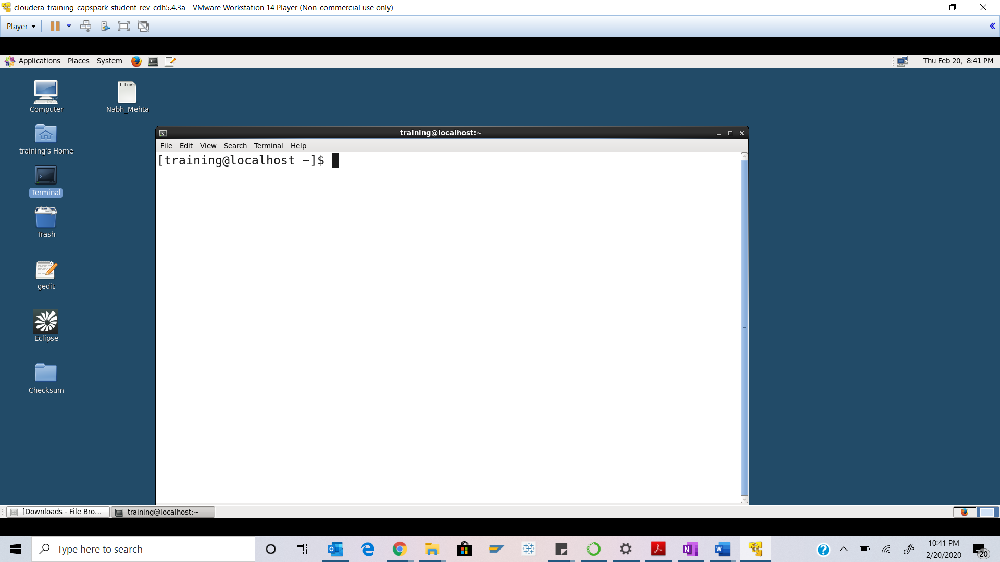 cloudera-training-capspark-student-rev_cdh5.4.3a - VMware Workstation 14 Player (Non-commercial use only)
Player
Applications Places System
Thu Feb 20, 8:41 PM
Computer
I Lov
Nabh_Mehta
training's Home
Terminal
Trash
gedit
Eclipse
Checksum
training@localhost:~
File Edit View Search Terminal Help
[training@localhost ~]$
[Downloads - File Bro...
training@localhost:~
Type here to search
10:41 PM
2/20/2020
20